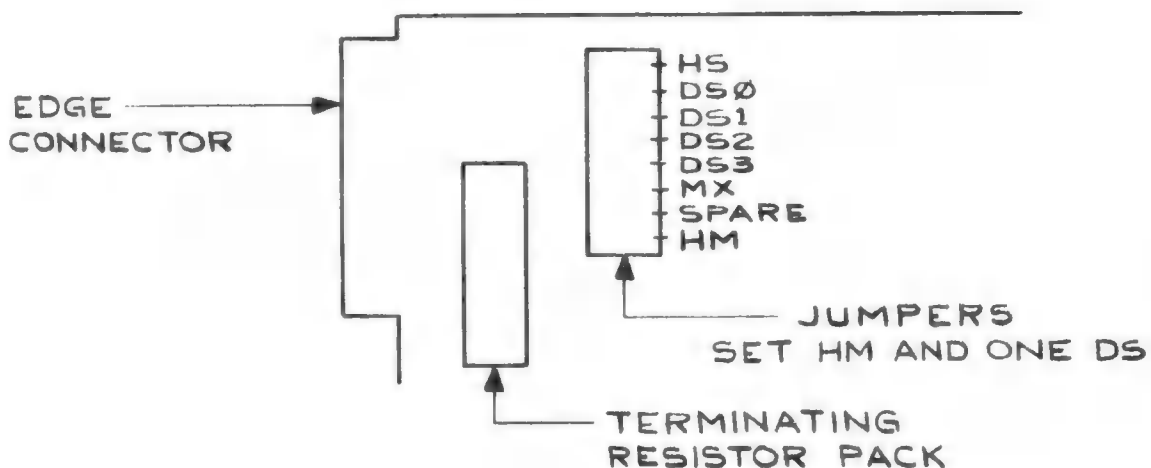 HS
DSØ
DS1
DS2
DS3
MX
SPARE
HM
EDGE
CONNECTOR
JUMPERS
SET HM AND ONE DS
TERMINATING
RESISTOR PACK